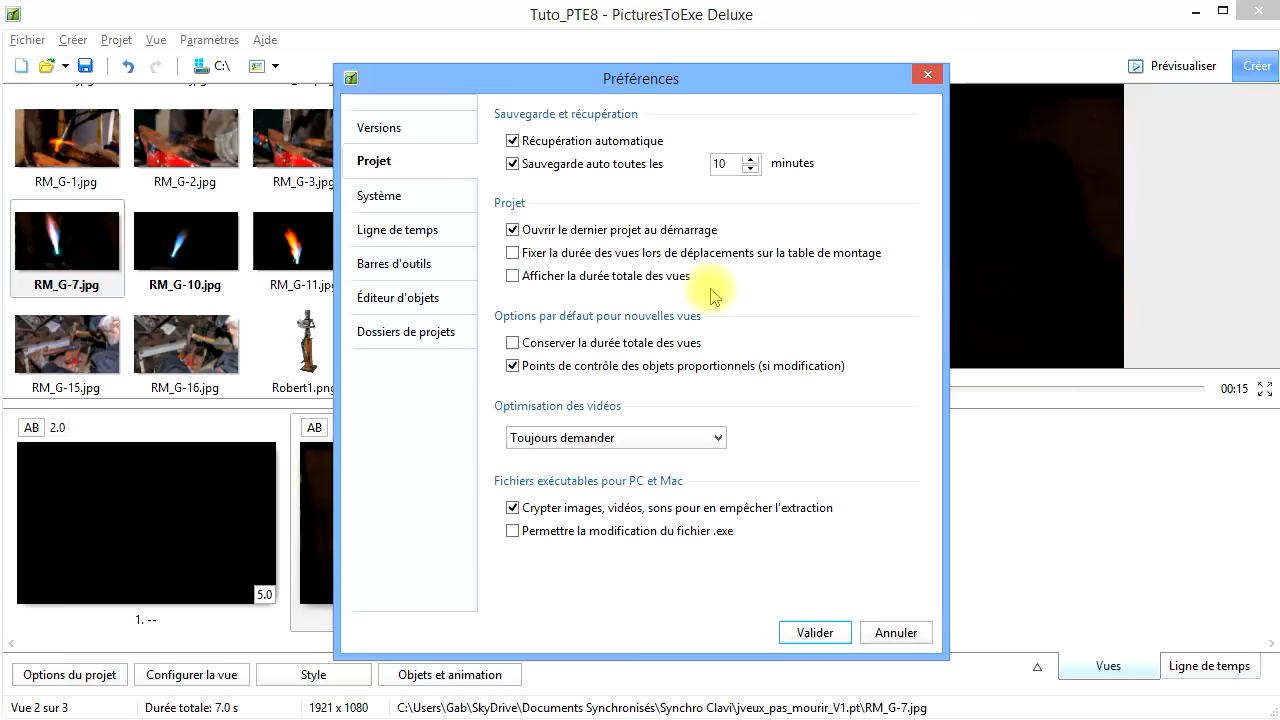 Tuto_PTE8 - PicturesToExe Deluxe
Fichier Créer Projet Vue Paramètres Aide
C:\
Prévisualiser
Créer
RM_G-1.jpg
RM_G-2.jpg
RM_G-3.jpg
RM_G-7.jpg
RM_G-10.jpg
RM_G-11.jpg
RM_G-15.jpg
RM_G-16.jpg
Robert1.png
Préférences
Versions
Projet
Système
Ligne de temps
Barres d'outils
Éditeur d'objets
Dossiers de projets
Sauvegarde et récupération
Récupération automatique
Sauvegarde auto toutes les 10 minutes
Projet
Ouvrir le dernier projet au démarrage
Fixer la durée des vues lors de déplacements sur la table de montage
Afficher la durée totale des vues
Options par défaut pour nouvelles vues
Conserver la durée totale des vues
Points de contrôle des objets proportionnels (si modification)
Optimisation des vidéos
Toujours demander
Fichiers exécutables pour PC et Mac
Crypter images, vidéos, sons pour en empêcher l'extraction
Permettre la modification du fichier .exe
Valider
Annuler
00:15
AB 2.0
AB
5.0
1. --
Options du projet
Configurer la vue
Style
Objets et animation
Vues
Ligne de temps
Vue 2 sur 3
Durée totale: 7.0 s
1921 x 1080
C:\Users\Gab\SkyDrive\Documents Synchronisés\Synchro Clavi\jveux_pas_mourir_V1.pt\RM_G-7.jpg